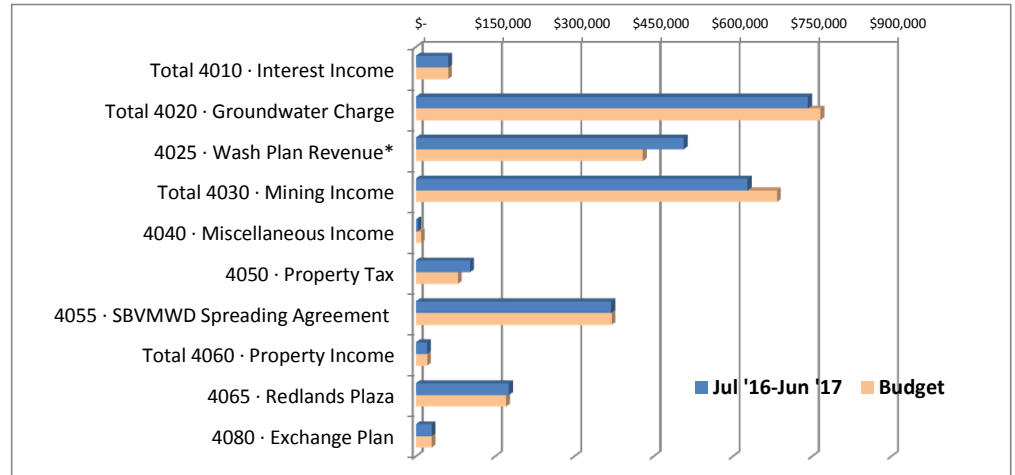 $- $150,000 $300,000 $450,000 $600,000 $750,000 $900,000
Total 4010 · Interest Income
Total 4020 · Groundwater Charge
4025 · Wash Plan Revenue*
Total 4030 · Mining Income
4040 · Miscellaneous Income
4050 · Property Tax
4055 · SBVMWD Spreading Agreement
Total 4060 · Property Income
4065 · Redlands Plaza
4080 · Exchange Plan
Jul '16-Jun '17 Budget